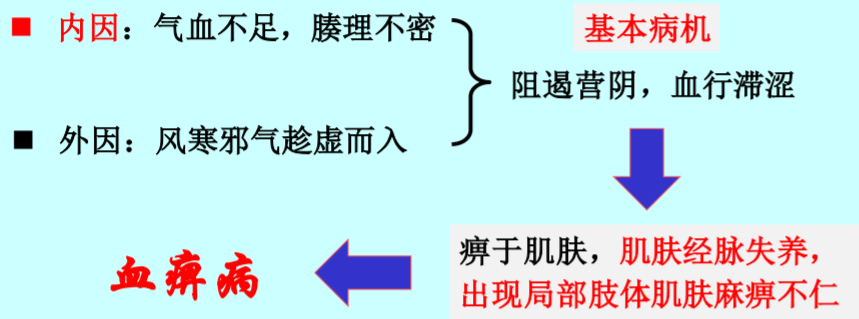 内因：气血不足，腠理不密
基本病机
阻遏营阴，血行滞涩
外因：风寒邪气趁虚而入
痹于肌肤，肌肤经脉失养，
出现局部肢体肌肤麻痹不仁
血痹病